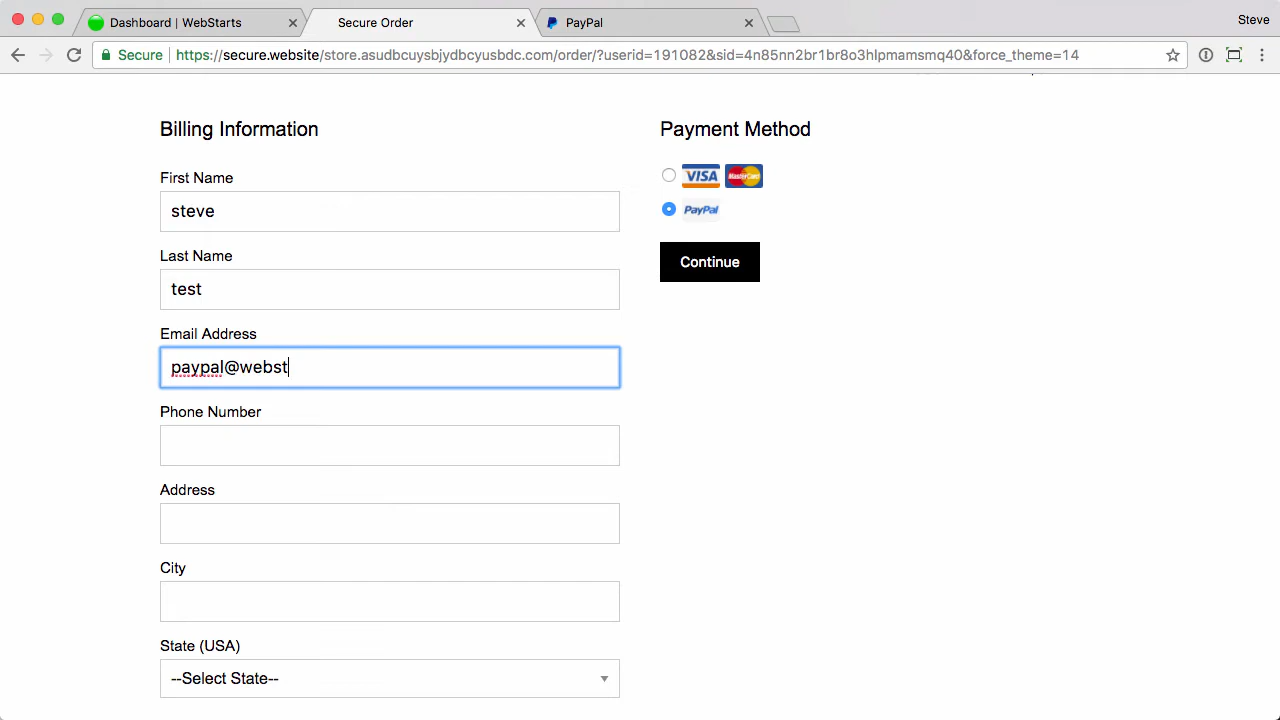 Dashboard | WebStarts
Secure Order
PayPal
Steve
Secure https://secure.website/store.asudbcuysbjydbcyusbdc.com/order/?userid=191082&sid=4n85nn2br1br8o3hlpmamsmq40&force_theme=14
Billing Information
Payment Method
First Name
VISA MasterCard
steve
PayPal
Last Name
Continue
test
Email Address
paypal@webst
Phone Number
Address
City
State (USA)
--Select State--